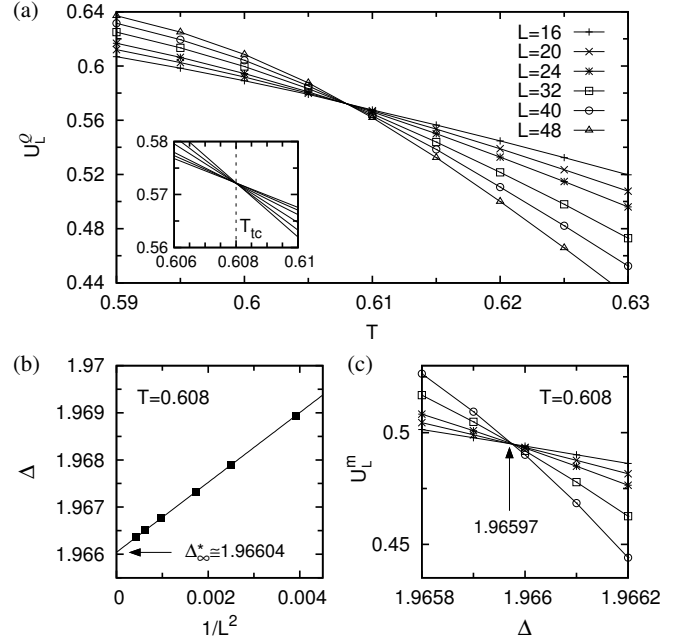 (a)
0.64
0.6
0.56
0.52
0.48
0.44
U_L^Q
L=16
L=20
L=24
L=32
L=40
L=48
0.58
0.57
0.56
T_tc
0.606 0.608 0.61
0.59 0.6 0.61 0.62 0.63
T
(b)
1.97
1.969
1.968
1.967
1.966
Δ
T=0.608
Δ*_∞≅1.96604
0 0.002 0.004
1/L^2
(c)
T=0.608
0.5
0.45
U_L^m
1.96597
1.9658 1.966 1.9662
Δ